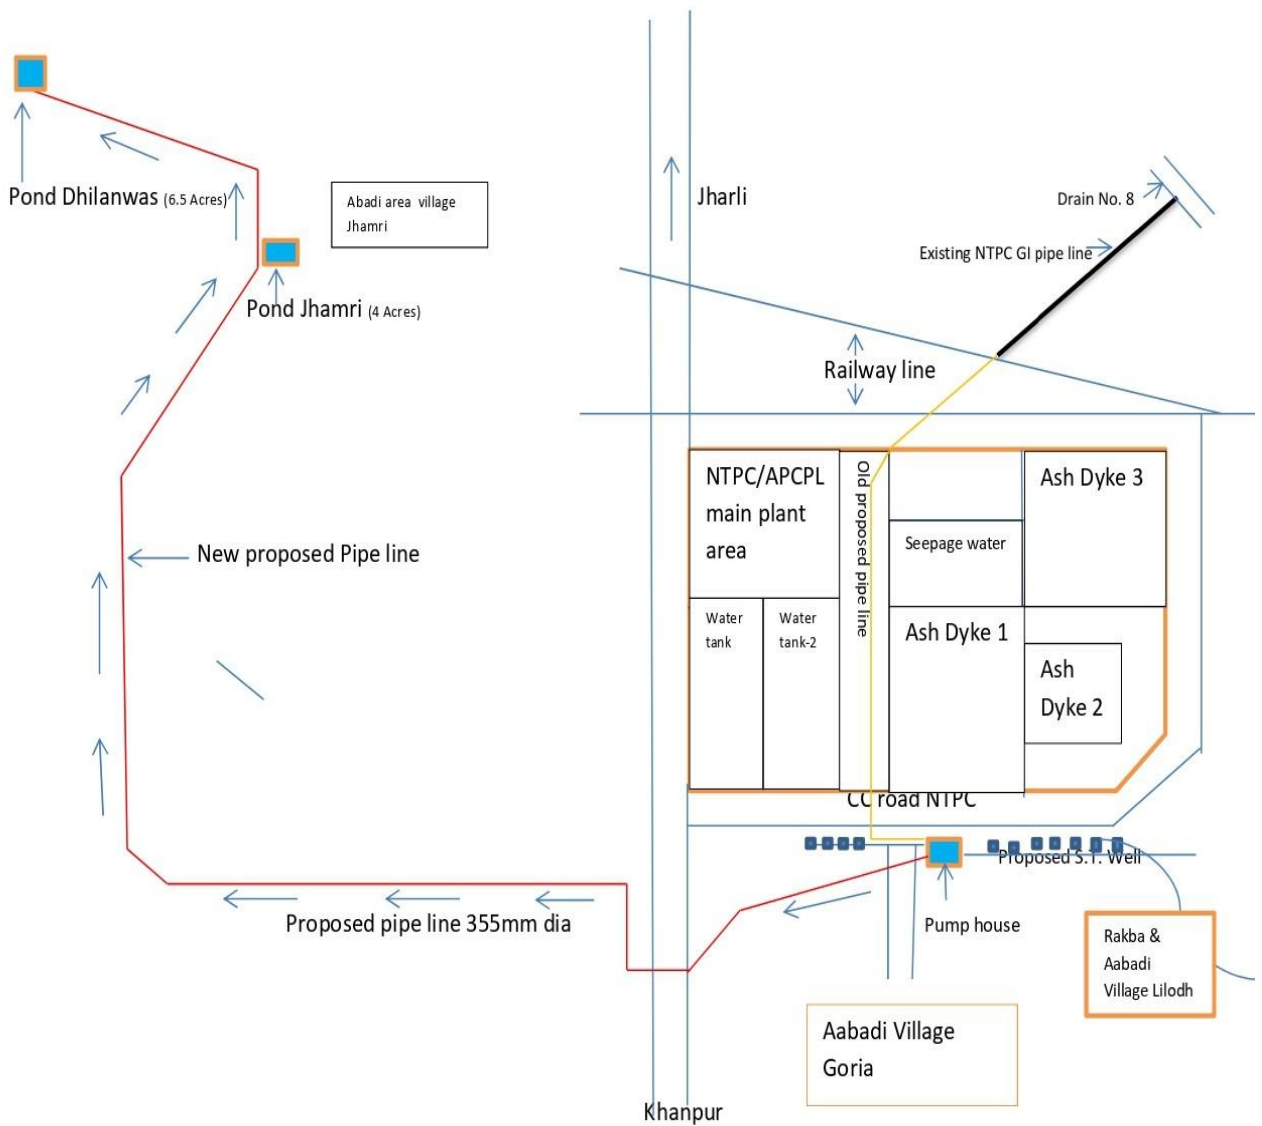 Pond Dhilanwas (6.5 Acres)
Abadi area village
Jhamri
Pond Jhamri (4 Acres)
Jharli
Drain No. 8
Existing NTPC GI pipe line
Railway line
NTPC/APCPL
main plant
area
Old proposed pipe line
Seepage water
Ash Dyke 3
New proposed Pipe line
Water
tank
Water
tank-2
Ash Dyke 1
Ash
Dyke 2
CC road NTPC
Proposed S.T. Well
Proposed pipe line 355mm dia
Pump house
Rakba &
Aabadi
Village Lilodh
Aabadi Village
Goria
Khanpur